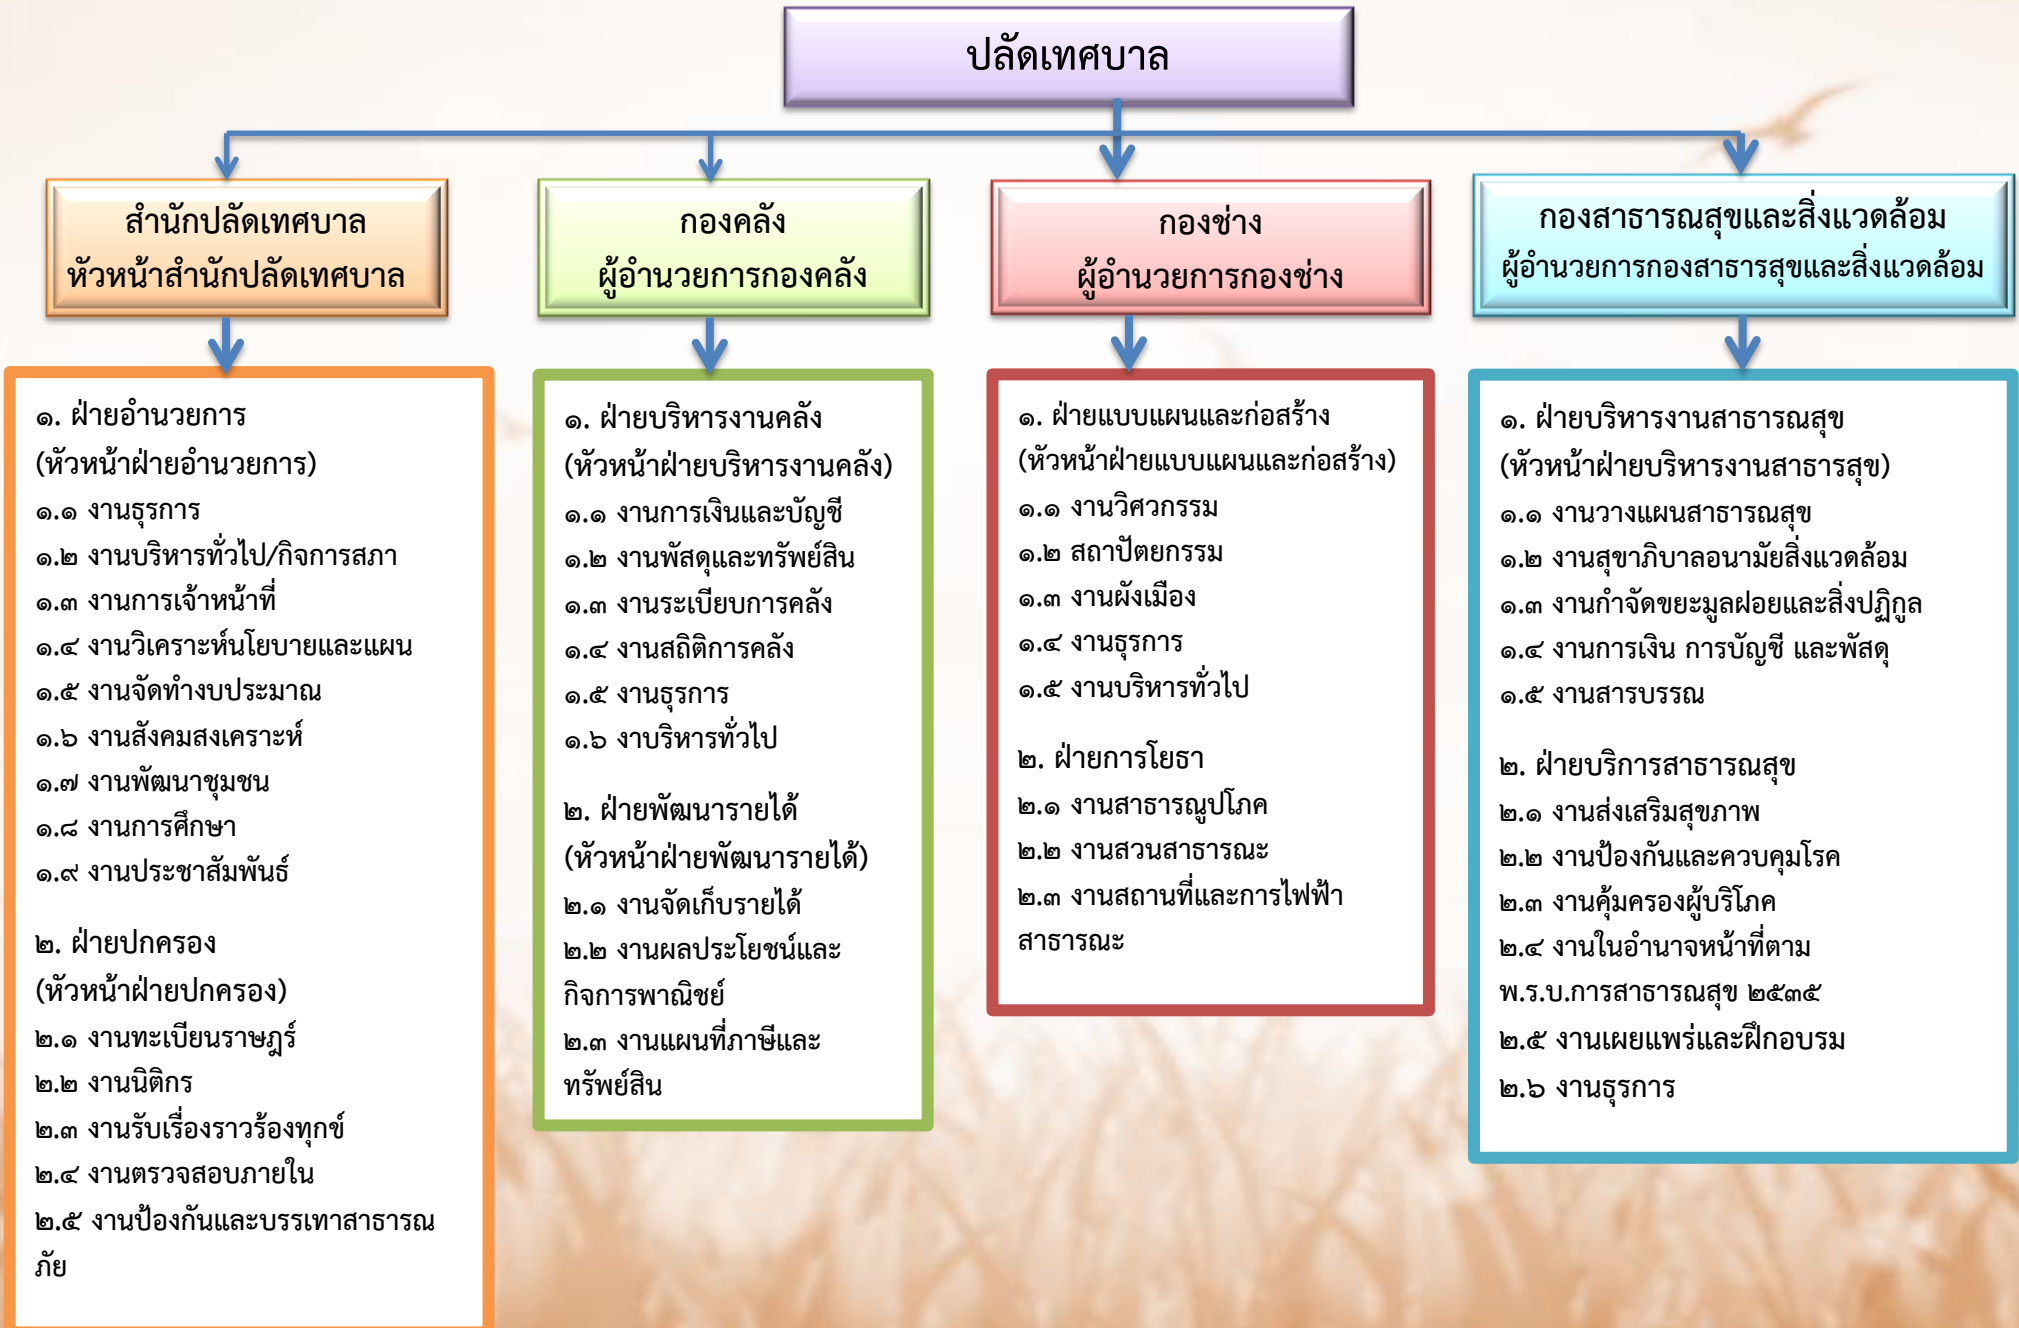 ปลัดเทศบาล
สำนักปลัดเทศบาล
หัวหน้าสำนักปลัดเทศบาล
กองคลัง
ผู้อำนวยการกองคลัง
กองช่าง
ผู้อำนวยการกองช่าง
กองสาธารณสุขและสิ่งแวดล้อม
ผู้อำนวยการกองสาธารสุขและสิ่งแวดล้อม
๑. ฝ่ายอำนวยการ
(หัวหน้าฝ่ายอำนวยการ)
๑.๑ งานธุรการ
๑.๒ งานบริหารทั่วไป/กิจการสภา
๑.๓ งานการเจ้าหน้าที่
๑.๔ งานวิเคราะห์นโยบายและแผน
๑.๕ งานจัดทำงบประมาณ
๑.๖ งานสังคมสงเคราะห์
๑.๗ งานพัฒนาชุมชน
๑.๘ งานการศึกษา
๑.๙ งานประชาสัมพันธ์
๒. ฝ่ายปกครอง
(หัวหน้าฝ่ายปกครอง)
๒.๑ งานทะเบียนราษฎร์
๒.๒ งานนิติกร
๒.๓ งานรับเรื่องราวร้องทุกข์
๒.๔ งานตรวจสอบภายใน
๒.๕ งานป้องกันและบรรเทาสาธารณ
ภัย
๑. ฝ่ายบริหารงานคลัง
(หัวหน้าฝ่ายบริหารงานคลัง)
๑.๑ งานการเงินและบัญชี
๑.๒ งานพัสดุและทรัพย์สิน
๑.๓ งานระเบียบการคลัง
๑.๔ งานสถิติการคลัง
๑.๕ งานธุรการ
๑.๖ งาบริหารทั่วไป
๒. ฝ่ายพัฒนารายได้
(หัวหน้าฝ่ายพัฒนารายได้)
๒.๑ งานจัดเก็บรายได้
๒.๒ งานผลประโยชน์และ
กิจการพาณิชย์
๒.๓ งานแผนที่ภาษีและ
ทรัพย์สิน
๑. ฝ่ายแบบแผนและก่อสร้าง
(หัวหน้าฝ่ายแบบแผนและก่อสร้าง)
๑.๑ งานวิศวกรรม
๑.๒ สถาปัตยกรรม
๑.๓ งานผังเมือง
๑.๔ งานธุรการ
๑.๕ งานบริหารทั่วไป
๒. ฝ่ายการโยธา
๒.๑ งานสาธารณูปโภค
๒.๒ งานสวนสาธารณะ
๒.๓ งานสถานที่และการไฟฟ้า
สาธารณะ
๑. ฝ่ายบริหารงานสาธารณสุข
(หัวหน้าฝ่ายบริหารงานสาธารสุข)
๑.๑ งานวางแผนสาธารณสุข
๑.๒ งานสุขาภิบาลอนามัยสิ่งแวดล้อม
๑.๓ งานกำจัดขยะมูลฝอยและสิ่งปฏิกูล
๑.๔ งานการเงิน การบัญชี และพัสดุ
๑.๕ งานสารบรรณ
๒. ฝ่ายบริการสาธารณสุข
๒.๑ งานส่งเสริมสุขภาพ
๒.๒ งานป้องกันและควบคุมโรค
๒.๓ งานคุ้มครองผู้บริโภค
๒.๔ งานในอำนาจหน้าที่ตาม
พ.ร.บ.การสาธารณสุข ๒๕๓๕
๒.๕ งานเผยแพร่และฝึกอบรม
๒.๖ งานธุรการ